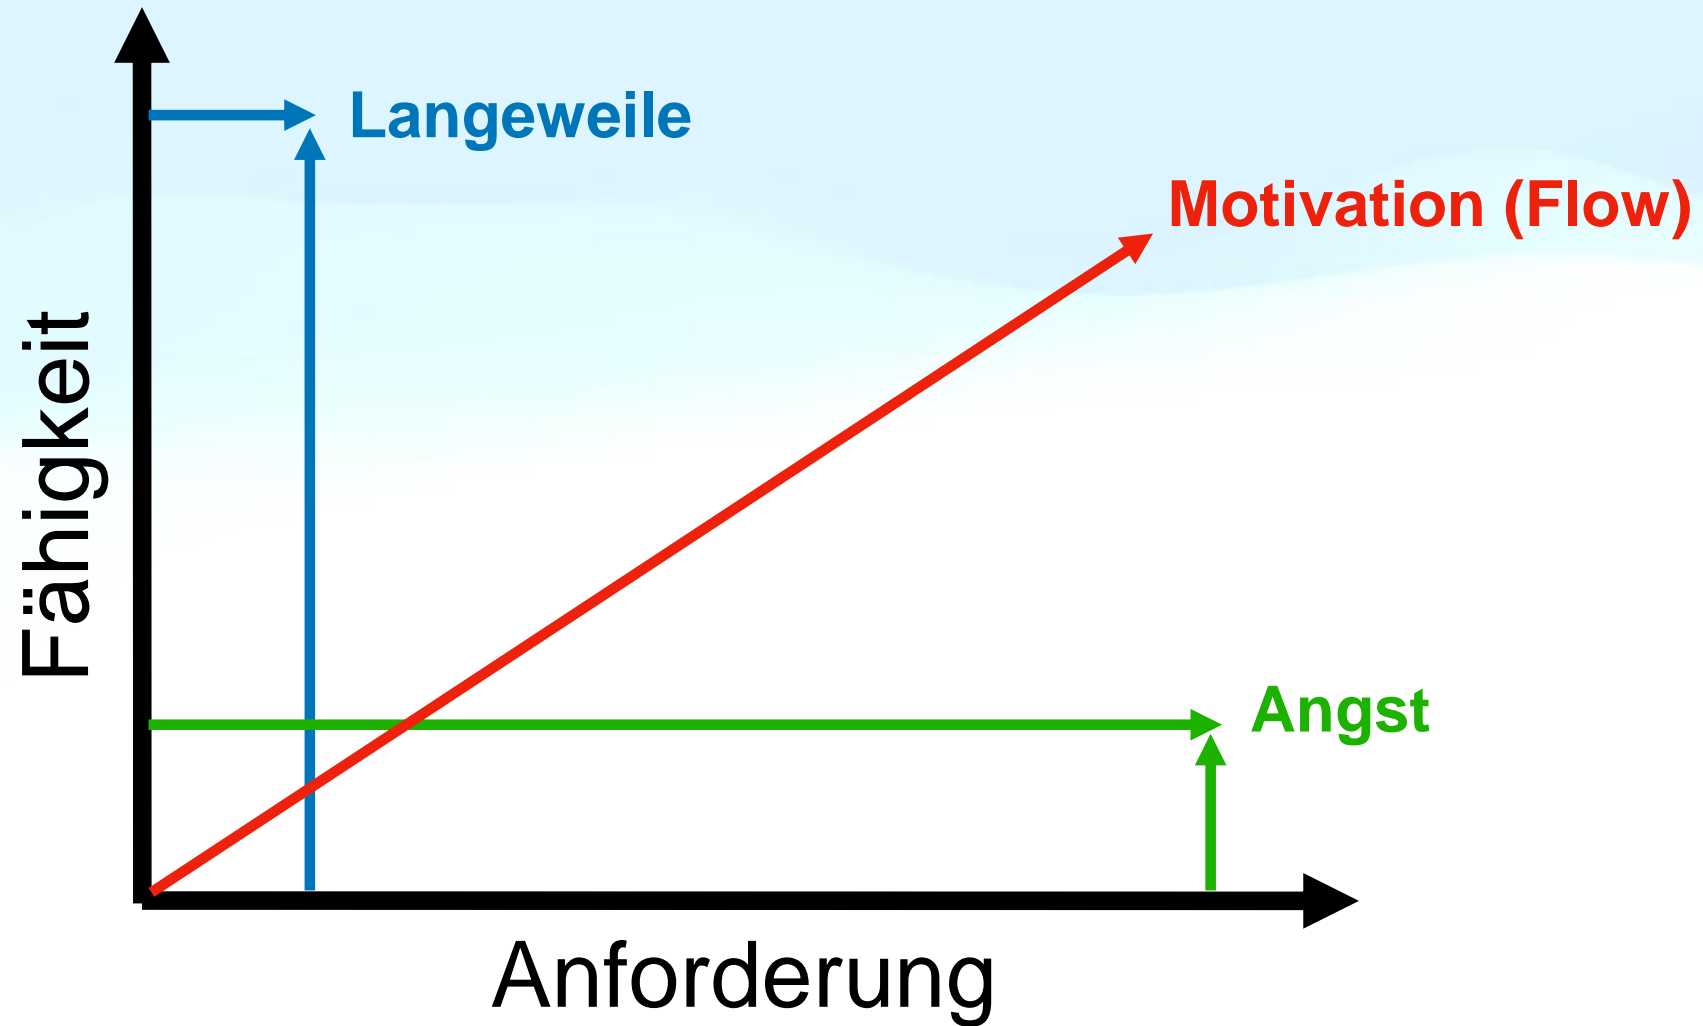 Langeweile
Motivation (Flow)
Fähigkeit
Angst
Anforderung